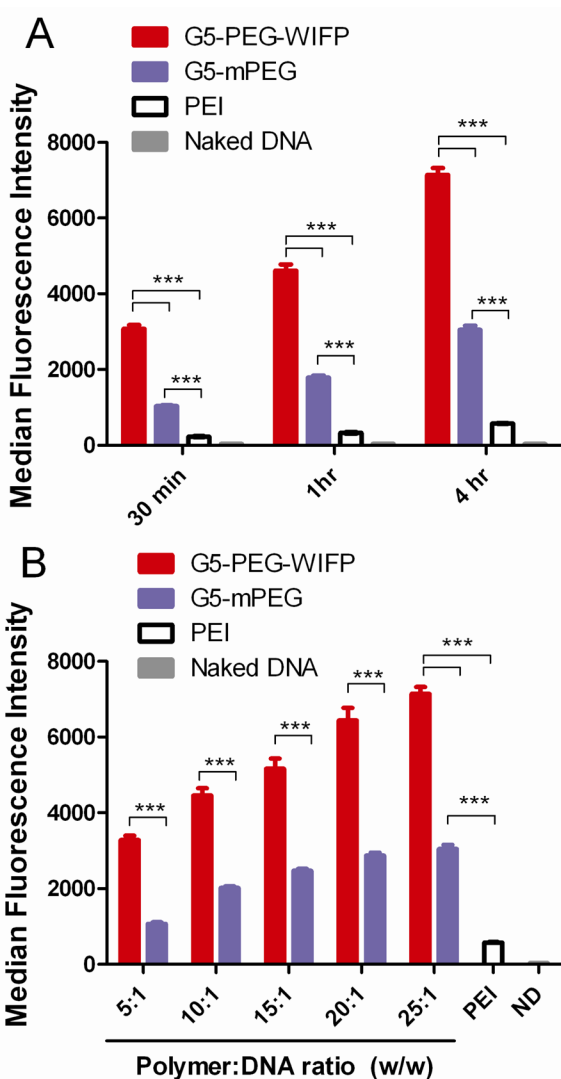 A
G5-PEG-WIFP
G5-mPEG
PEI
Naked DNA
Median Fluorescence Intensity
8000
6000
4000
2000
0
***
***
***
***
***
***
30 min
1hr
4 hr
B
G5-PEG-WIFP
G5-mPEG
PEI
Naked DNA
Median Fluorescence Intensity
8000
6000
4000
2000
0
***
***
***
***
***
***
5:1
10:1
15:1
20:1
25:1
PEI
ND
Polymer:DNA ratio (w/w)